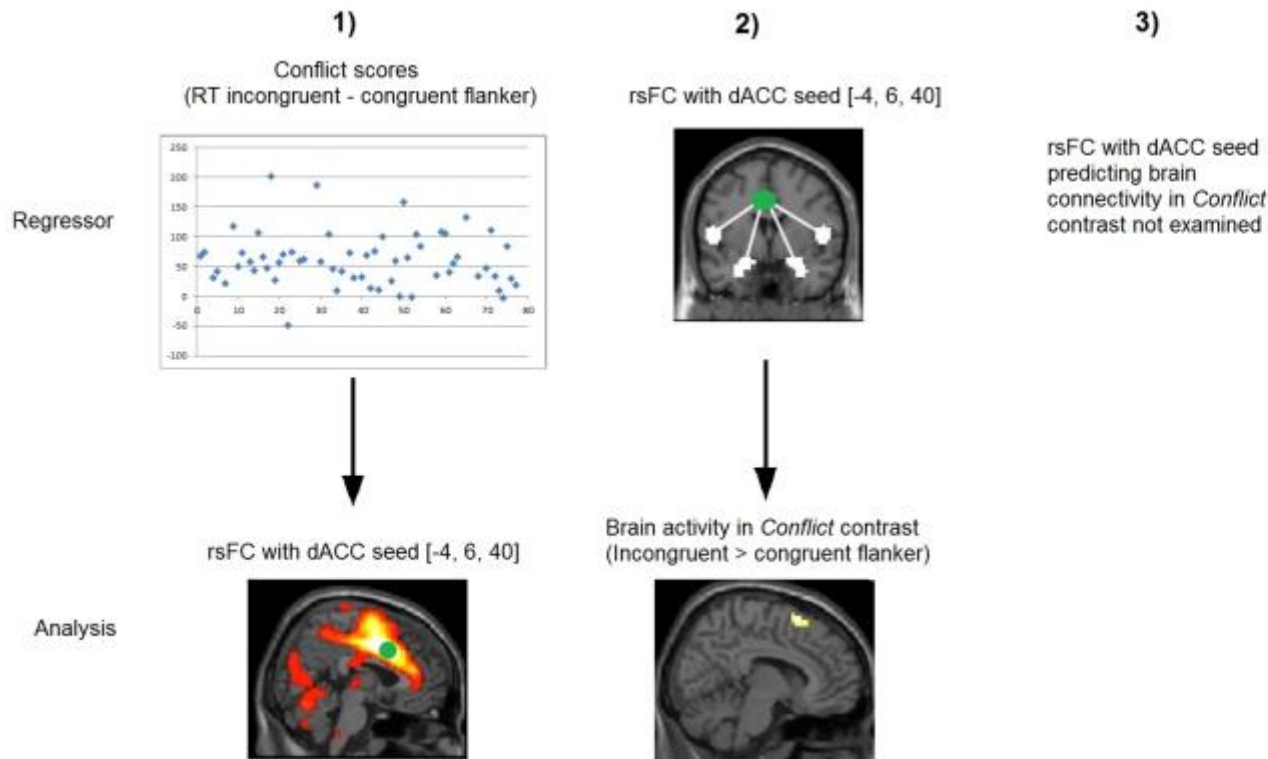 1)
2)
3)
Conflict scores
(RT incongruent - congruent flanker)
rsFC with dACC seed [-4, 6, 40]
Regressor
250
200
150
100
50
0
-50
-100
0
10
20
30
40
50
60
70
80
rsFC with dACC seed
predicting brain
connectivity in Conflict
contrast not examined
rsFC with dACC seed [-4, 6, 40]
Brain activity in Conflict contrast
(Incongruent > congruent flanker)
Analysis